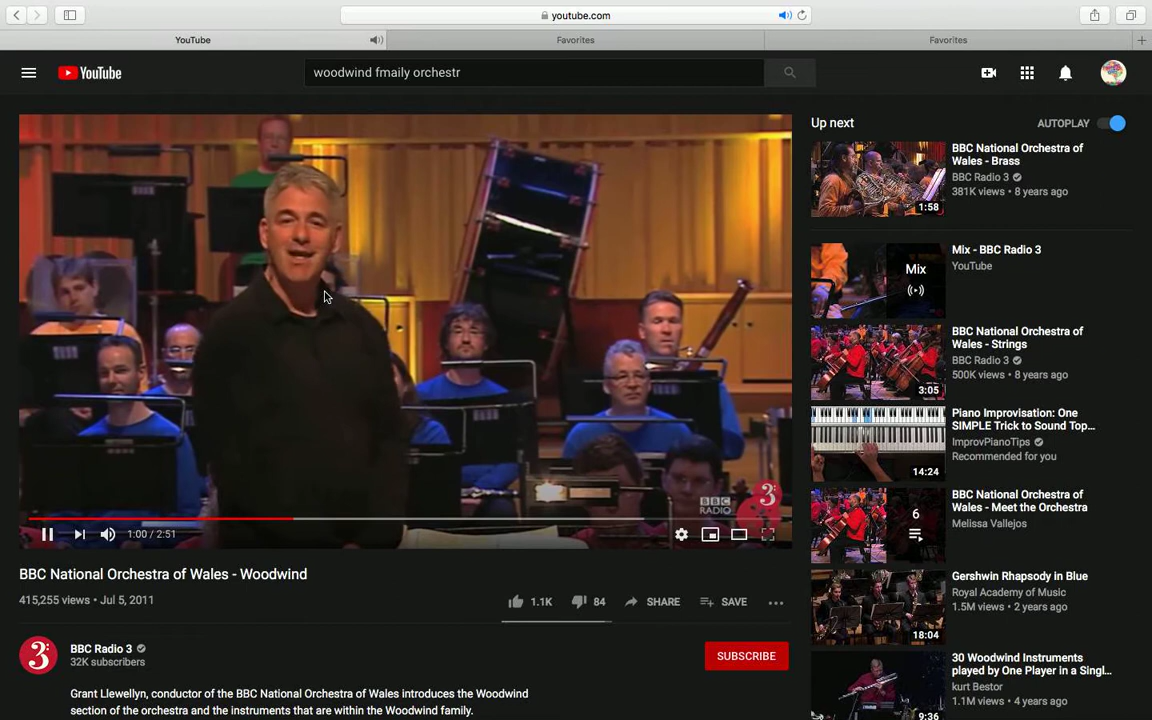 youtube.com
YouTube
Favorites
Favorites
YouTube
woodwind fmaily orchestr
BBC
RADIO
3
1:00 / 2:51
BBC National Orchestra of Wales - Woodwind
415,255 views • Jul 5, 2011
1.1K
84
SHARE
SAVE
3
BBC Radio 3
32K subscribers
SUBSCRIBE
Grant Llewellyn, conductor of the BBC National Orchestra of Wales introduces the Woodwind
section of the orchestra and the instruments that are within the Woodwind family.
Up next
AUTOPLAY
BBC National Orchestra of
Wales - Brass
BBC Radio 3
381K views • 8 years ago
1:58
Mix - BBC Radio 3
YouTube
Mix
BBC National Orchestra of
Wales - Strings
BBC Radio 3
500K views • 8 years ago
3:05
Piano Improvisation: One
SIMPLE Trick to Sound Top...
ImprovPianoTips
Recommended for you
14:24
BBC National Orchestra of
Wales - Meet the Orchestra
Melissa Vallejos
6
Gershwin Rhapsody in Blue
Royal Academy of Music
1.5M views • 2 years ago
18:04
30 Woodwind Instruments
played by One Player in a Singl...
kurt Bestor
1.1M views • 4 years ago
9:36